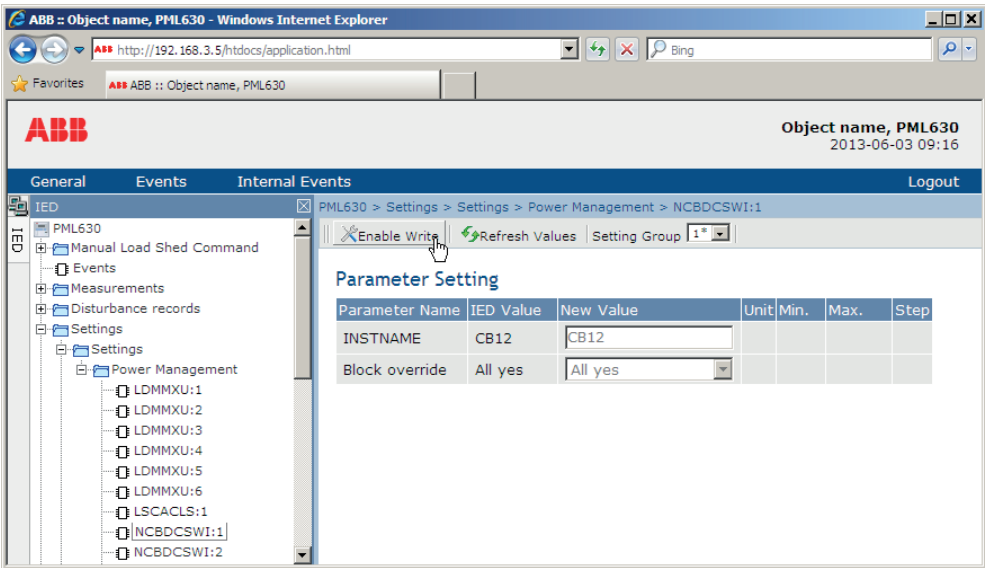 ABB :: Object name, PML630 - Windows Internet Explorer
ABB http://192.168.3.5/htdocs/application.html
Bing
Favorites
ABB ABB :: Object name, PML630
ABB
Object name, PML630
2013-06-03 09:16
General Events Internal Events Logout
IED
IED
PML630 > Settings > Settings > Power Management > NCBDCSWI:1
Enable Write Refresh Values Setting Group 1*
PML630
Manual Load Shed Command
Events
Measurements
Disturbance records
Settings
Settings
Power Management
LDMMXU:1
LDMMXU:2
LDMMXU:3
LDMMXU:4
LDMMXU:5
LDMMXU:6
LSCACLS:1
NCBDCSWI:1
NCBDCSWI:2
Parameter Setting
Parameter Name IED Value New Value Unit Min. Max. Step
INSTNAME CB12 CB12
Block override All yes All yes